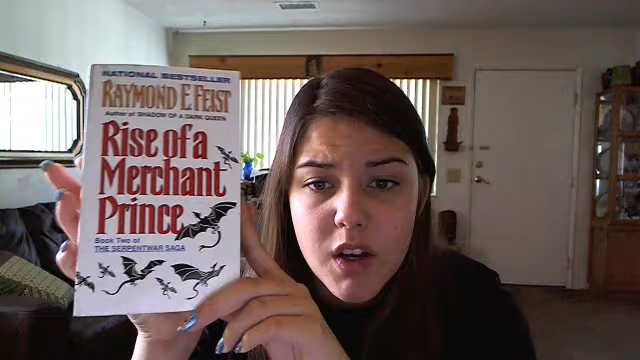 NATIONAL BESTSELLER
RAYMOND E. FEIST
Author of SHADOW OF A DARK QUEEN
Rise of a
Merchant
Prince
Book Two of
THE SERPENTWAR SAGA